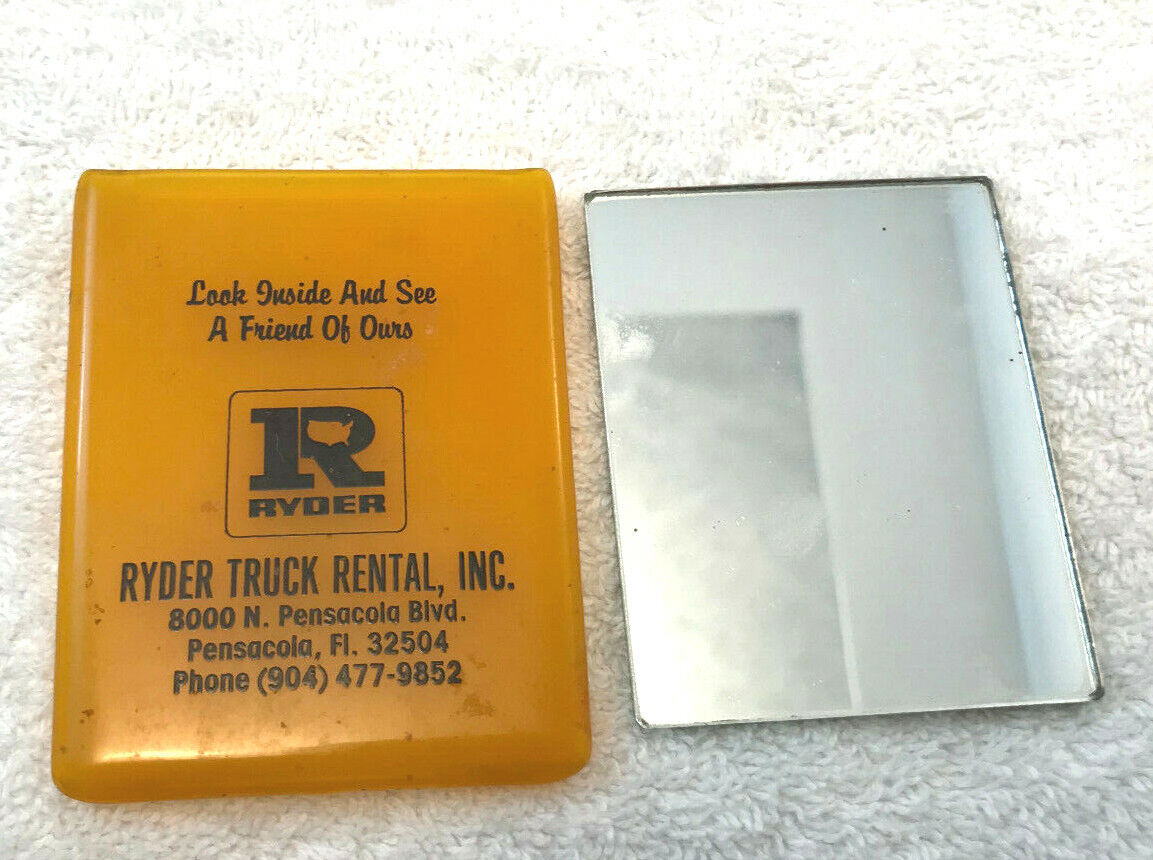 Look Inside And See
A Friend Of Ours
R
RYDER
RYDER TRUCK RENTAL, INC.
8000 N. Pensacola Blvd.
Pensacola, Fl. 32504
Phone (904) 477-9852